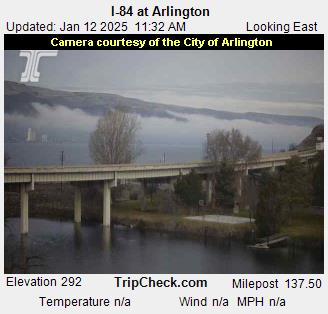 I-84 at Arlington
Updated: Jan 12 2025 11:32 AM Looking East
Camera courtesy of the City of Arlington
Elevation 292 TripCheck.com Milepost 137.50
Temperature n/a Wind n/a MPH n/a